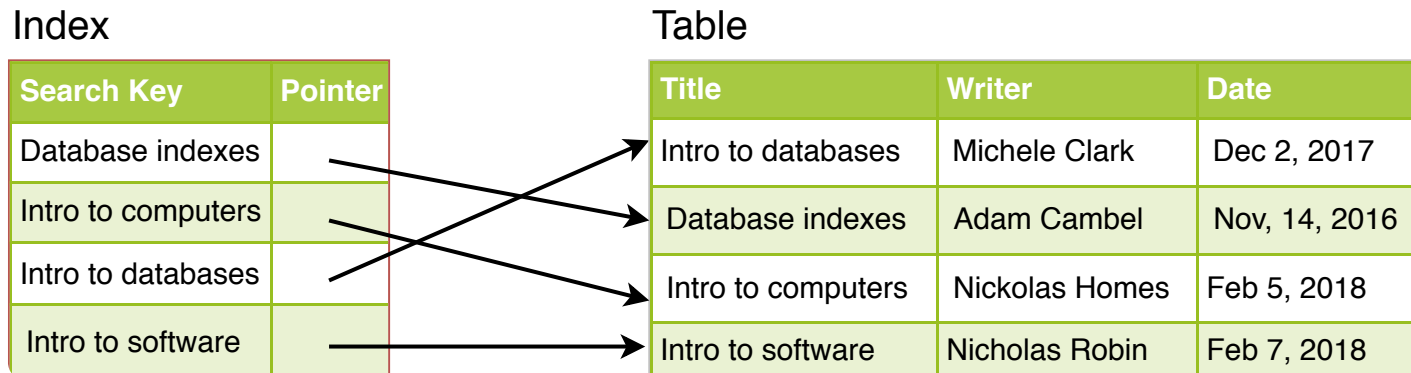 Index
Search Key Pointer
Database indexes
Intro to computers
Intro to databases
Intro to software
Table
Title Writer Date
Intro to databases Michele Clark Dec 2, 2017
Database indexes Adam Cambel Nov, 14, 2016
Intro to computers Nickolas Homes Feb 5, 2018
Intro to software Nicholas Robin Feb 7, 2018